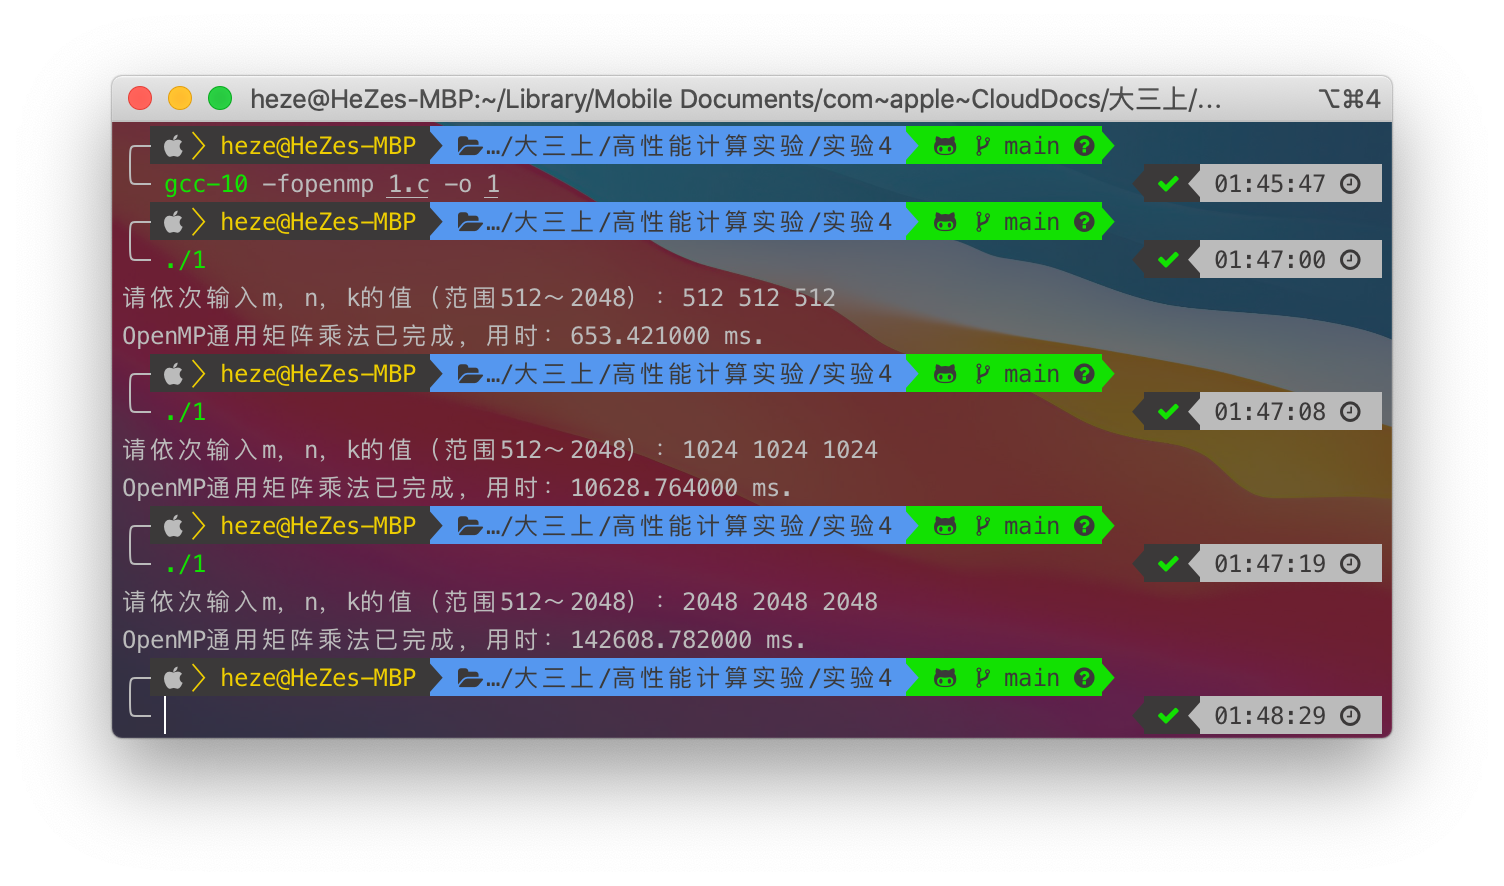 heze@HeZes-MBP:~/Library/Mobile Documents/com~apple~CloudDocs/大三上/... ⌥⌘4
heze@HeZes-MBP …/大三上/高性能计算实验/实验4 main ?
gcc-10 -fopenmp 1.c -o 1 ✔ 01:45:47
heze@HeZes-MBP …/大三上/高性能计算实验/实验4 main ?
./1 ✔ 01:47:00
请依次输入m, n, k的值（范围512～2048）: 512 512 512
OpenMP通用矩阵乘法已完成, 用时: 653.421000 ms.
heze@HeZes-MBP …/大三上/高性能计算实验/实验4 main ?
./1 ✔ 01:47:08
请依次输入m, n, k的值（范围512～2048）: 1024 1024 1024
OpenMP通用矩阵乘法已完成, 用时: 10628.764000 ms.
heze@HeZes-MBP …/大三上/高性能计算实验/实验4 main ?
./1 ✔ 01:47:19
请依次输入m, n, k的值（范围512～2048）: 2048 2048 2048
OpenMP通用矩阵乘法已完成, 用时: 142608.782000 ms.
heze@HeZes-MBP …/大三上/高性能计算实验/实验4 main ?
✔ 01:48:29